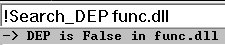 !Search_DEP func.dll
-> DEP is False in func.dll